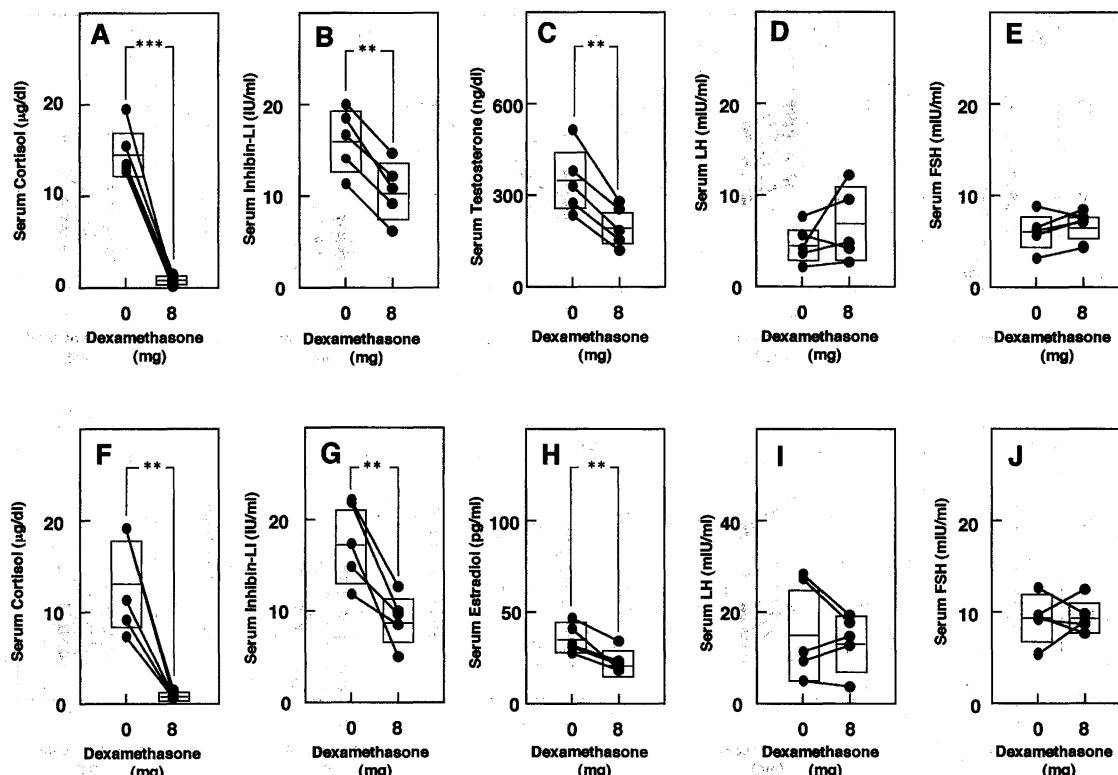 A
***
Serum Cortisol (µg/dl)
20
10
0
0 8
Dexamethasone
(mg)
B
**
Serum Inhibin-LI (IU/ml)
20
10
0
0 8
Dexamethasone
(mg)
C
**
Serum Testosterone (ng/dl)
600
300
0
0 8
Dexamethasone
(mg)
D
Serum LH (mIU/ml)
20
10
0
0 8
Dexamethasone
(mg)
E
Serum FSH (mIU/ml)
20
10
0
0 8
Dexamethasone
(mg)
F
**
Serum Cortisol (µg/dl)
20
10
0
0 8
Dexamethasone
(mg)
G
**
Serum Inhibin-LI (IU/ml)
20
10
0
0 8
Dexamethasone
(mg)
H
**
Serum Estradiol (pg/ml)
100
50
0
0 8
Dexamethasone
(mg)
I
Serum LH (mIU/ml)
40
20
0
0 8
Dexamethasone
(mg)
J
Serum FSH (mIU/ml)
20
10
0
0 8
Dexamethasone
(mg)